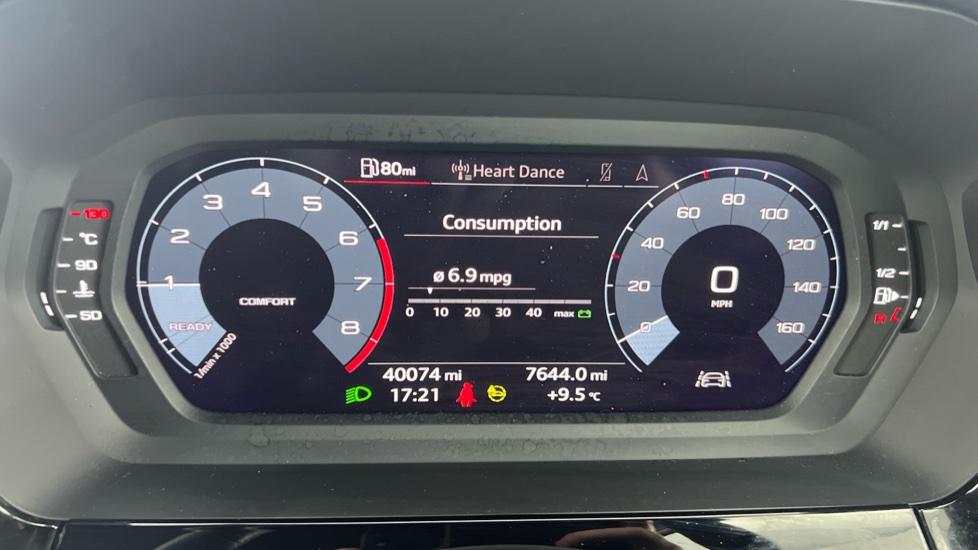 80mi Heart Dance
Consumption
ø 6.9 mpg
0 10 20 30 40 max
40074 mi 7644.0 mi
17:21 +9.5 °C
1 2 3 4 5 6 7 8
COMFORT
READY
1/min x 1000
0 20 40 60 80 100 120 140 160
0
MPH
130
°C
90
50
1/1
1/2
R